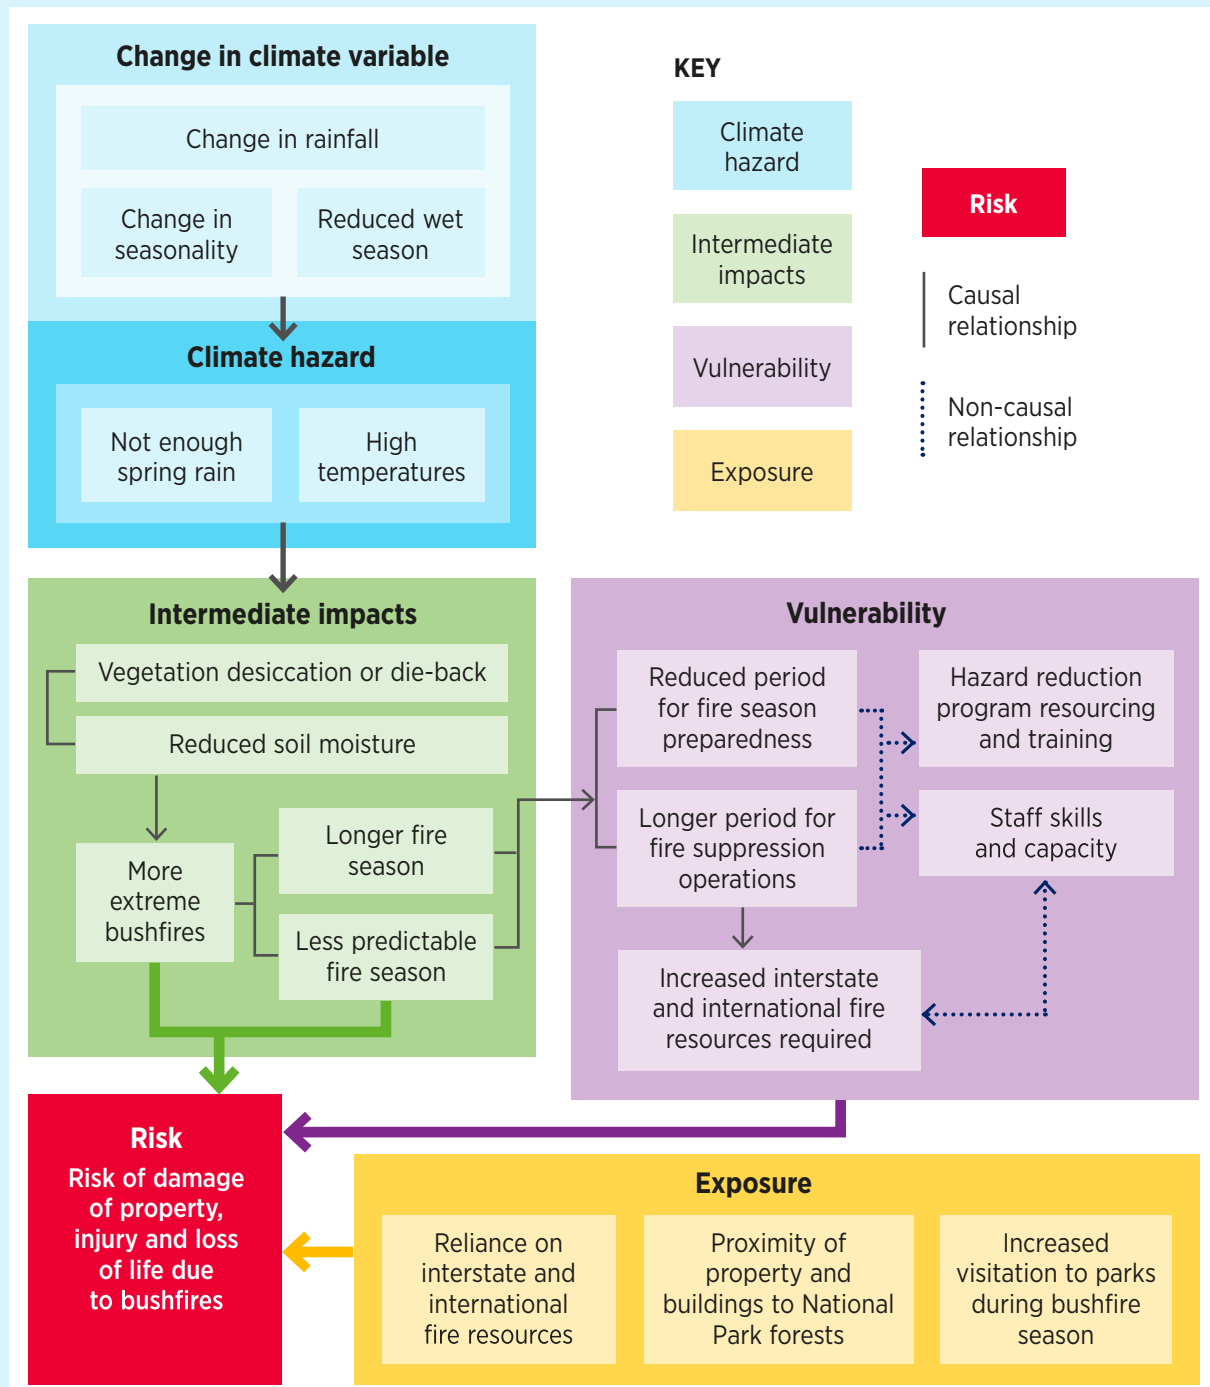 Change in climate variable
Change in rainfall
Change in
seasonality
Reduced wet
season
Climate hazard
Not enough
spring rain
High
temperatures
KEY
Climate
hazard
Intermediate
impacts
Vulnerability
Exposure
Risk
Causal
relationship
Non-causal
relationship
Intermediate impacts
Vegetation desiccation or die-back
Reduced soil moisture
More
extreme
bushfires
Longer fire
season
Less predictable
fire season
Vulnerability
Reduced period
for fire season
preparedness
Longer period for
fire suppression
operations
Hazard reduction
program resourcing
and training
Staff skills
and capacity
Increased interstate
and international fire
resources required
Risk
Risk of damage
of property,
injury and loss
of life due
to bushfires
Exposure
Reliance on
interstate and
international
fire resources
Proximity of
property and
buildings to National
Park forests
Increased
visitation to parks
during bushfire
season